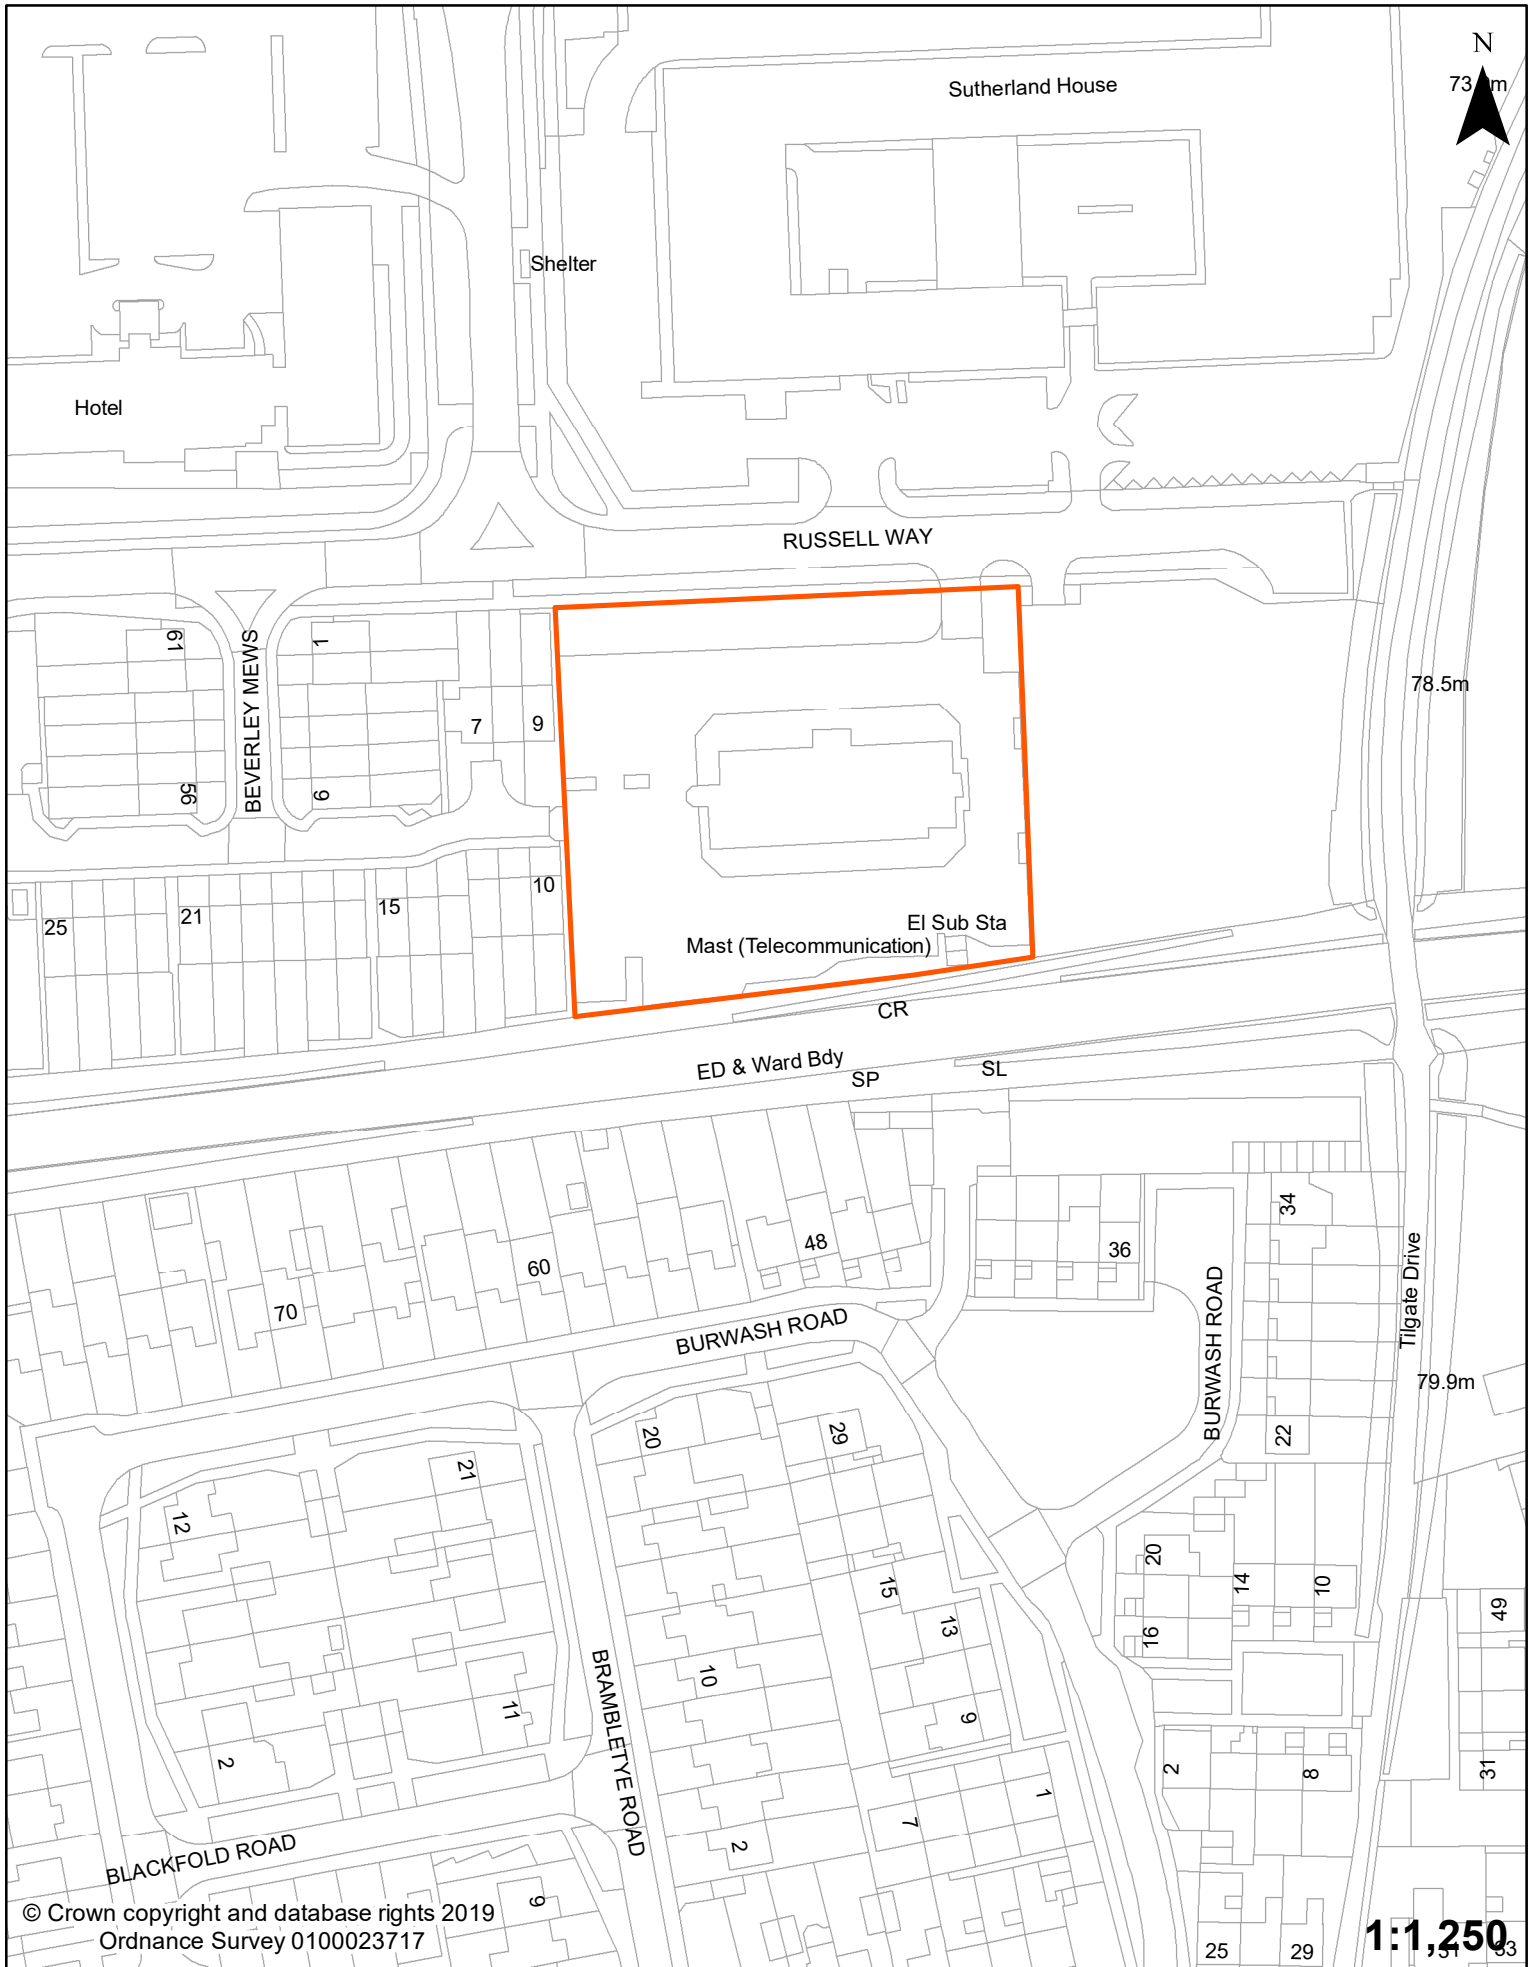 N
Sutherland House
Shelter
Hotel
RUSSELL WAY
61
BEVERLEY MEWS
1
78.5m
7
9
56
6
10
15
21
25
El Sub Sta
Mast (Telecommunication)
CR
ED & Ward Bdy
SP
SL
34
48
36
60
70
BURWASH ROAD
BURWASH ROAD
Tilgate Drive
79.9m
20
29
22
21
12
20
15
14
10
49
13
16
10
11
9
BRAMBLETYE ROAD
2
2
8
31
1
7
2
BLACKFOLD ROAD
9
© Crown copyright and database rights 2019
Ordnance Survey 0100023717
25
29
1:1,250